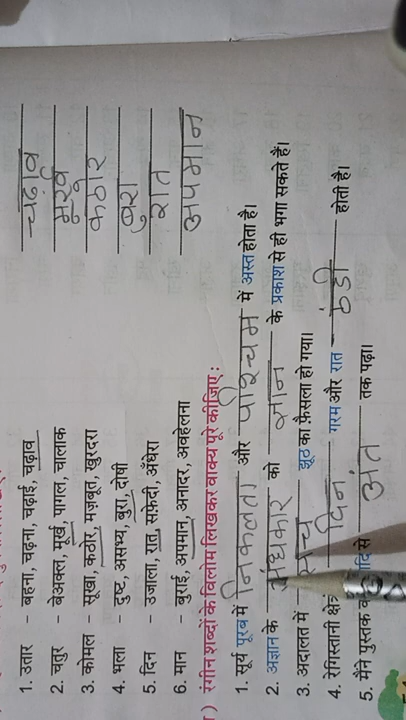 1. उतार - बहना, चढ़ना, चढ़ाई, चढ़ाव चढ़ाव
2. चतुर - बेअक्ल, मूर्ख, पागल, चालाक मूर्ख
3. कोमल - सूखा, कठोर, मज़बूत, खुरदरा कठोर
4. भला - दुष्ट, असभ्य, बुरा, दोषी बुरा
5. दिन - उजाला, रात, सफ़ेदी, अँधेरा रात
6. मान - बुराई, अपमान, अनादर, अवहेलना अपमान
) रंगीन शब्दों के विलोम लिखकर वाक्य पूरे कीजिए :
1. सूर्य पूरब में निकलता और पश्चिम में अस्त होता है।
2. अज्ञान के अंधकार को ज्ञान के प्रकाश से ही भगा सकते हैं।
3. अदालत में सच झूठ का फ़ैसला हो गया।
4. रेगिस्तानी क्षेत्र दिन गरम और रात ठंडी होती है।
5. मैंने पुस्तक से अंत तक पढ़ा।